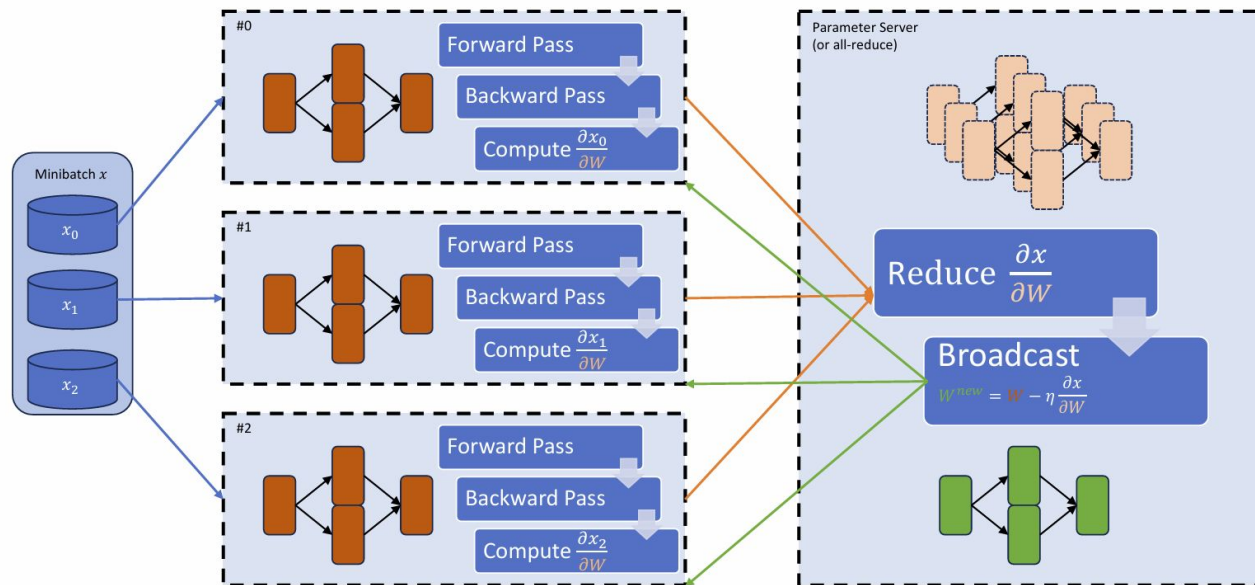 Minibatch x
x₀
x₁
x₂
#0
Forward Pass
Backward Pass
Compute ∂x₀/∂W
#1
Forward Pass
Backward Pass
Compute ∂x₁/∂W
#2
Forward Pass
Backward Pass
Compute ∂x₂/∂W
Parameter Server
(or all-reduce)
Reduce ∂x/∂W
Broadcast
Wⁿᵉʷ = W − η ∂x/∂W